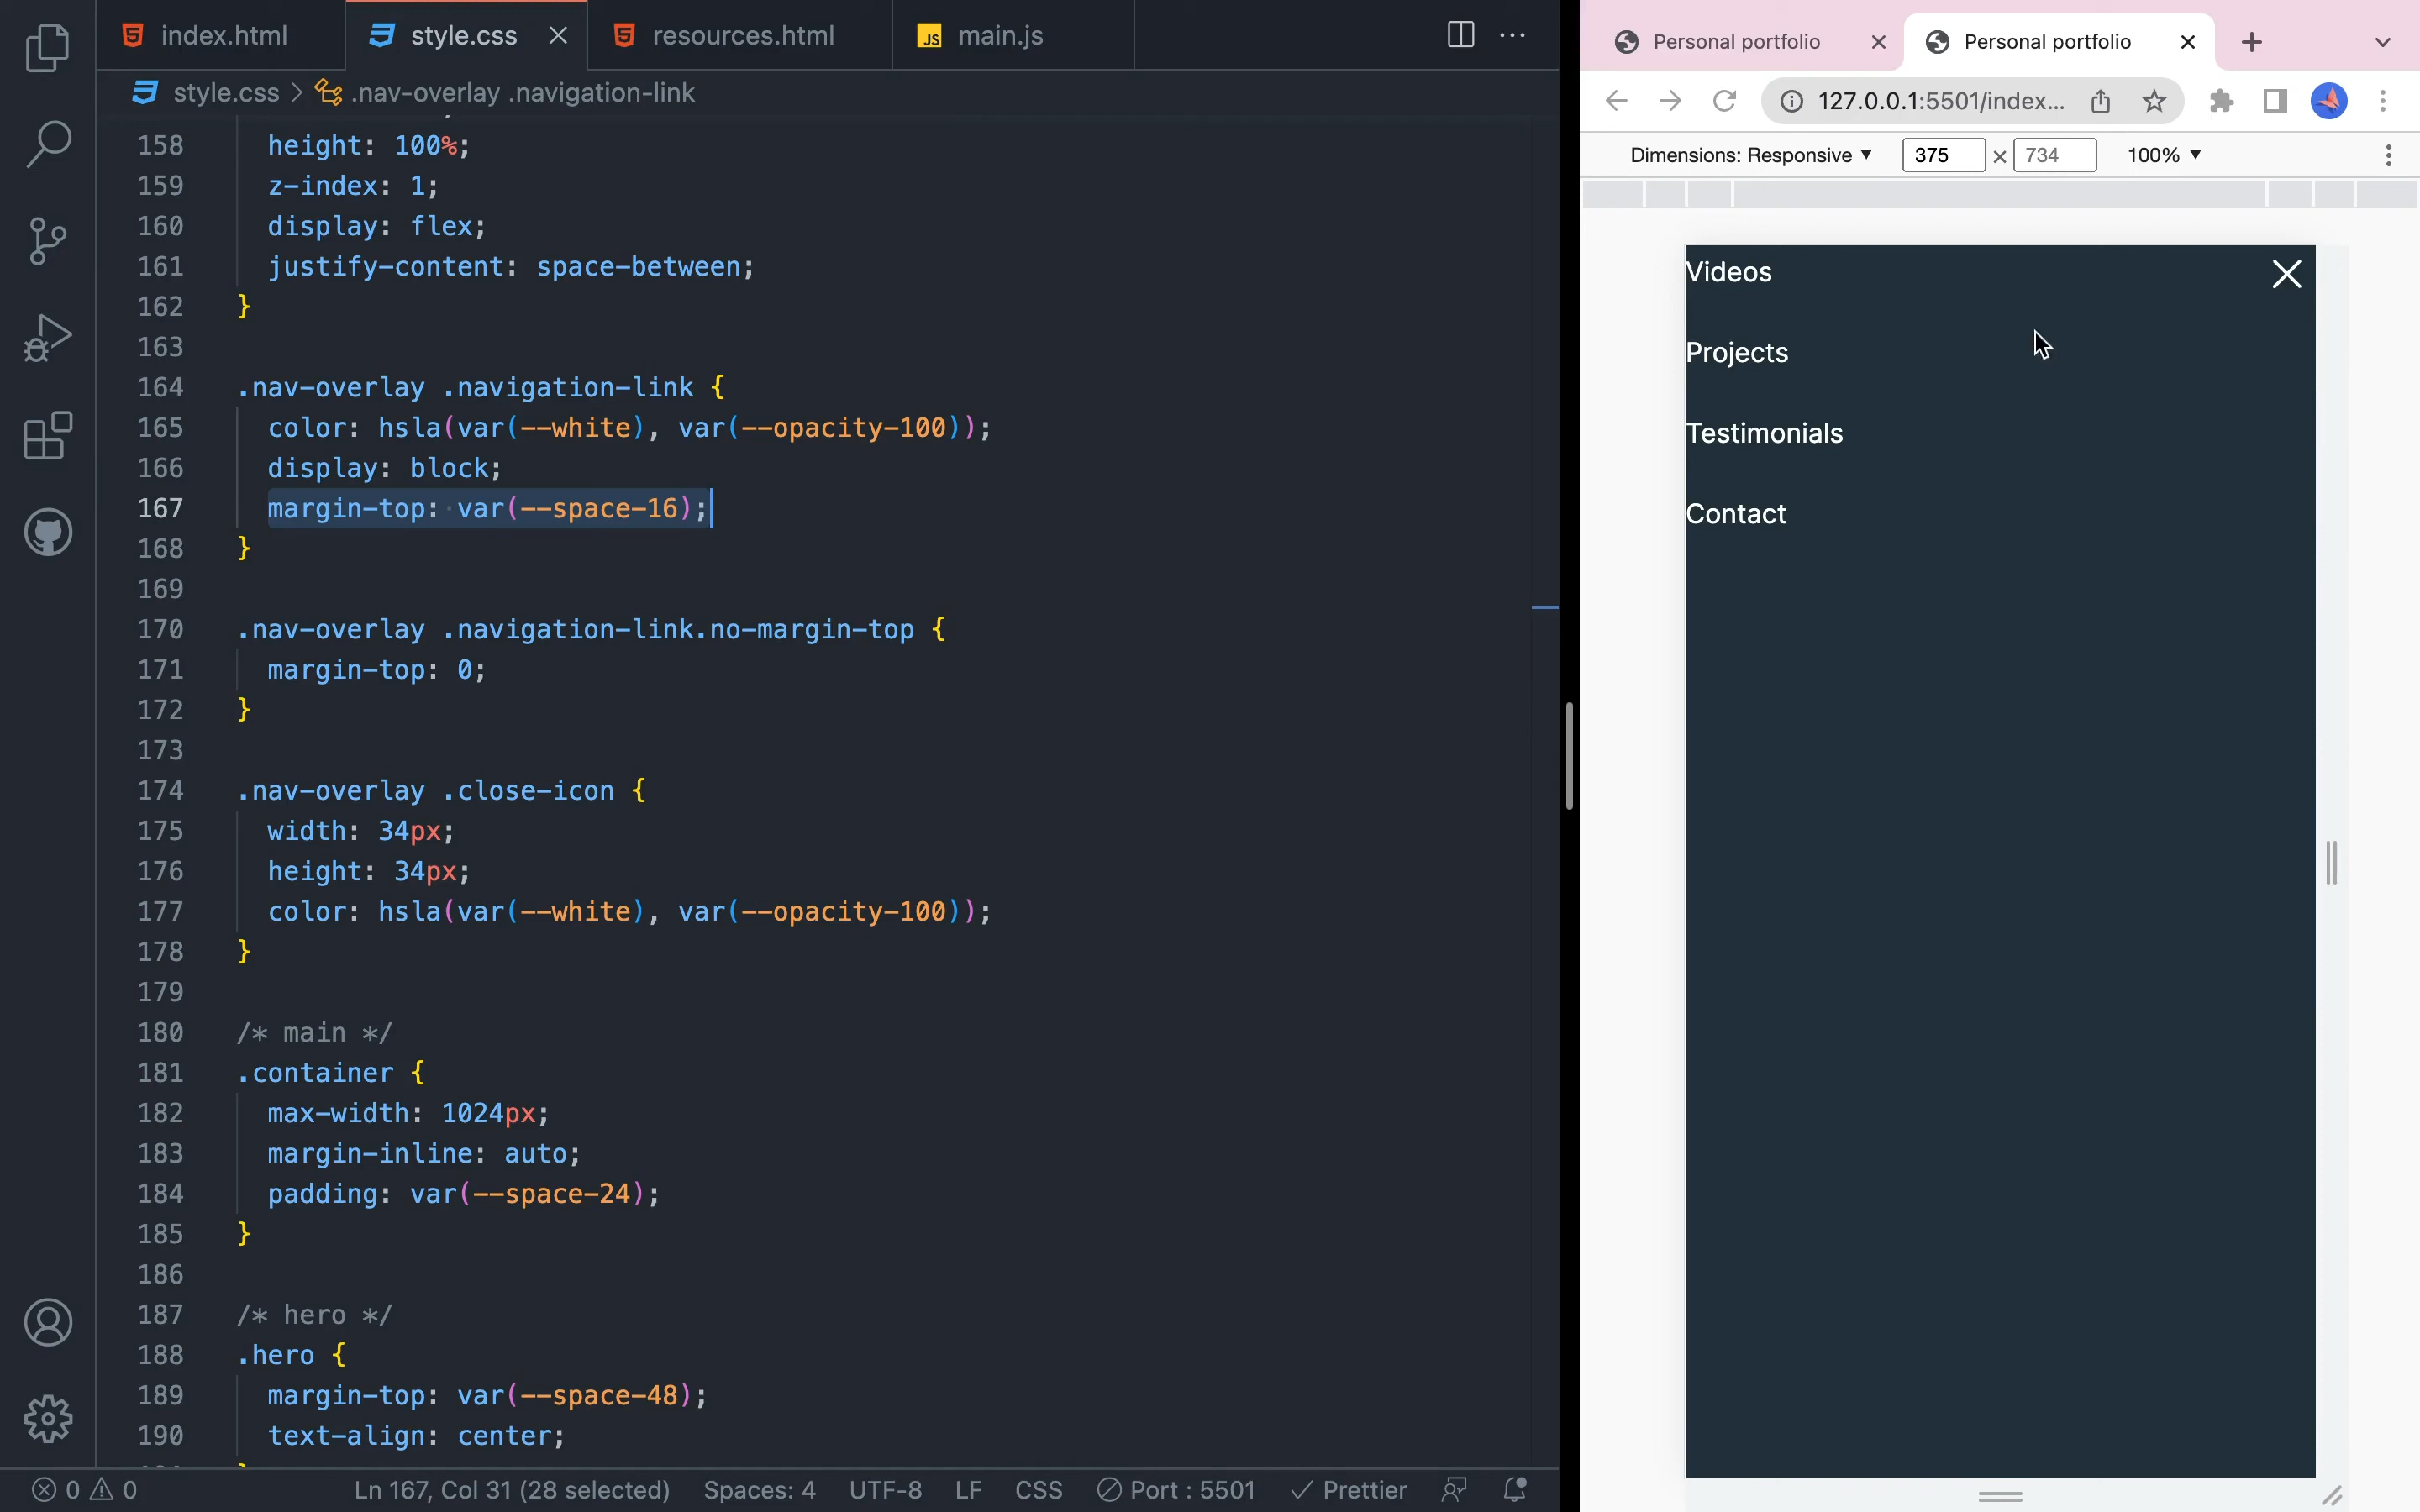 index.html
style.css
resources.html
JS main.js
style.css > .nav-overlay .navigation-link
158 height: 100%;
159 z-index: 1;
160 display: flex;
161 justify-content: space-between;
162 }
163
164 .nav-overlay .navigation-link {
165 color: hsla(var(--white), var(--opacity-100));
166 display: block;
167 margin-top: var(--space-16);
168 }
169
170 .nav-overlay .navigation-link.no-margin-top {
171 margin-top: 0;
172 }
173
174 .nav-overlay .close-icon {
175 width: 34px;
176 height: 34px;
177 color: hsla(var(--white), var(--opacity-100));
178 }
179
180 /* main */
181 .container {
182 max-width: 1024px;
183 margin-inline: auto;
184 padding: var(--space-24);
185 }
186
187 /* hero */
188 .hero {
189 margin-top: var(--space-48);
190 text-align: center;
0 0
Ln 167, Col 31 (28 selected)
Spaces: 4
UTF-8
LF
CSS
Port : 5501
Prettier
Personal portfolio
Personal portfolio
127.0.0.1:5501/index...
Dimensions: Responsive
375 × 734
100%
Videos
Projects
Testimonials
Contact